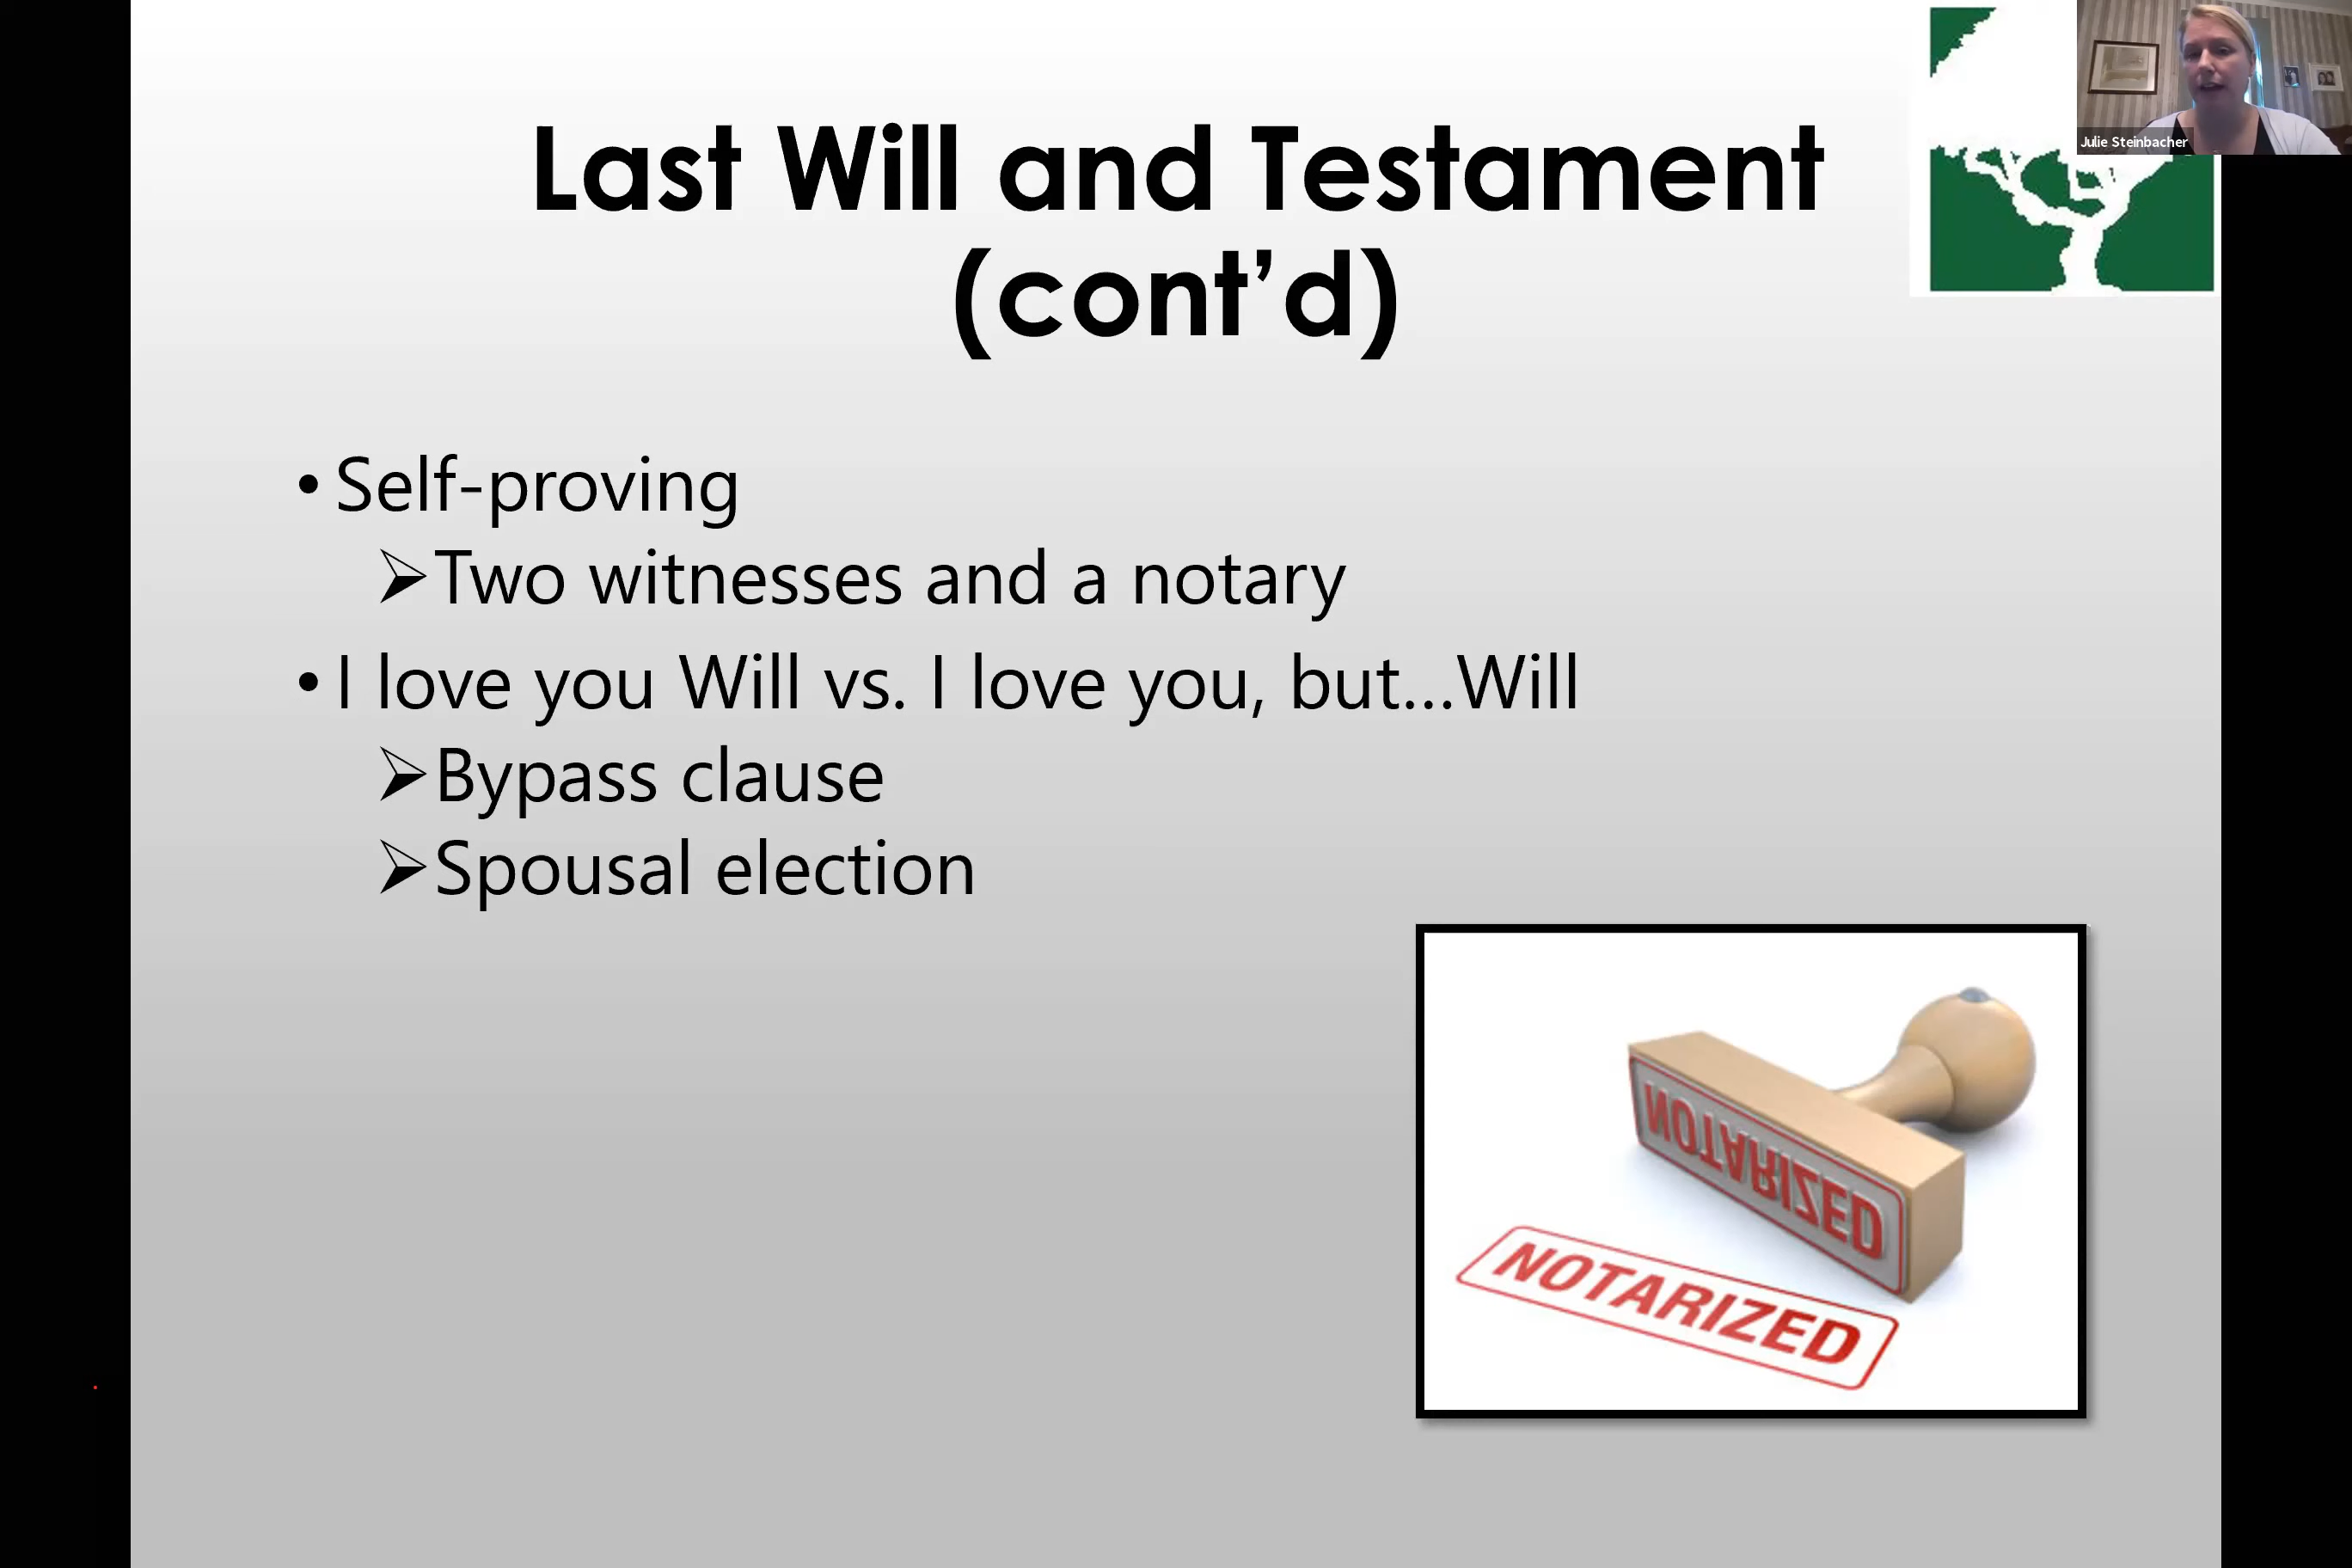 Last Will and Testament
(cont’d)
Julie Steinbacher
•Self-proving
➢Two witnesses and a notary
•I love you Will vs. I love you, but…Will
➢Bypass clause
➢Spousal election
NOTARIZED
NOTARIZED